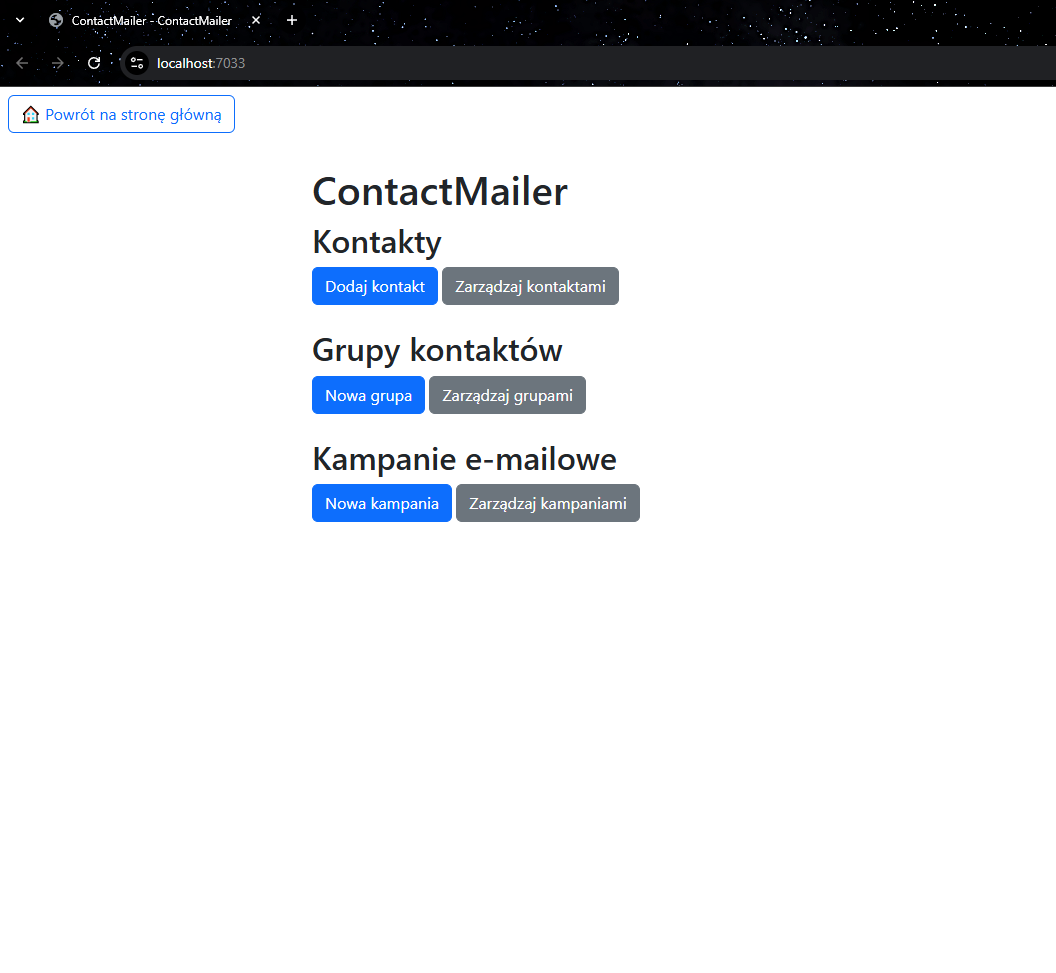 ContactMailer - ContactMailer
localhost:7033
Powrót na stronę główną
ContactMailer
Kontakty
Dodaj kontakt Zarządzaj kontaktami
Grupy kontaktów
Nowa grupa Zarządzaj grupami
Kampanie e-mailowe
Nowa kampania Zarządzaj kampaniami